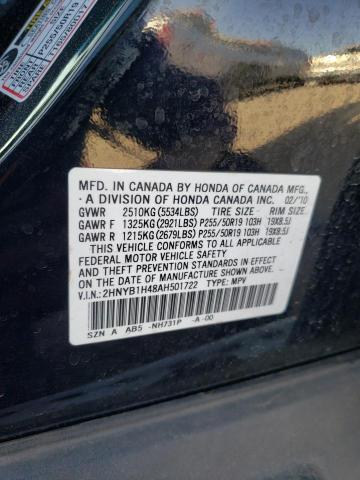 P255/50R19
MFD. IN CANADA BY HONDA OF CANADA MFG.,
A DIVISION OF HONDA CANADA INC. 02/'10
GVWR 2510KG(5534LBS) TIRE SIZE- RIM SIZE.
GAWR F 1325KG(2921LBS) P255/50R19 103H 19X8.5J
GAWR R 1215KG(2679LBS) P255/50R19 103H 19X8.5J
THIS VEHICLE CONFORMS TO ALL APPLICABLE
FEDERAL MOTOR VEHICLE SAFETY AND
THEFT PREVENTION STANDARDS IN EFFECT ON
THE DATE OF MANUFACTURE SHOWN ABOVE.
V.I.N.: 2HNYB1H48AH501722 TYPE: MPV
SZN A AB5 -NH731P -A-00